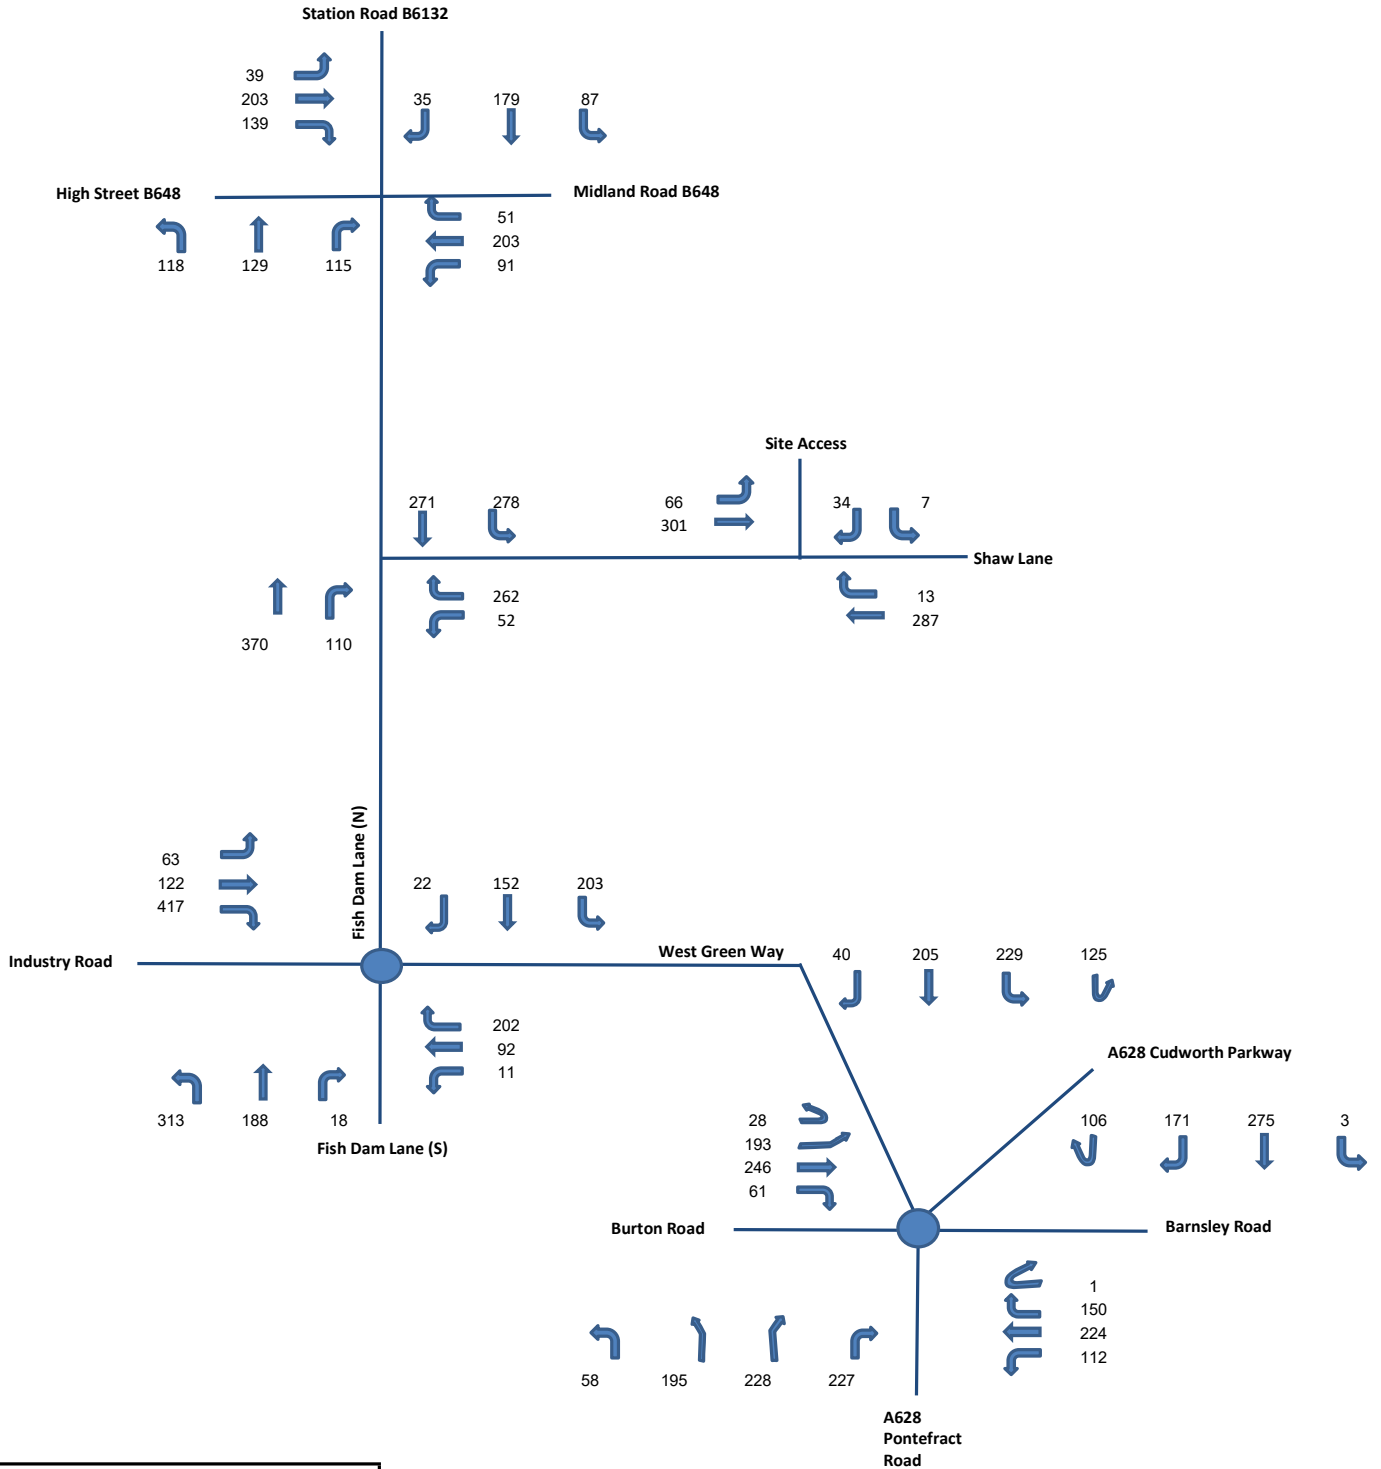 Station Road B6132
39
203
139
35 179 87
High Street B648
Midland Road B648
118 129 115
51
203
91
Site Access
271 278
66
301
34 7
Shaw Lane
262
52
13
287
370 110
Fish Dam Lane (N)
63
122
417
22 152 203
Industry Road
West Green Way
40 205 229 125
202
92
11
313 188 18
Fish Dam Lane (S)
A628 Cudworth Parkway
28
193
246
61
106 171 275 3
Burton Road
Barnsley Road
1
150
224
112
58 195 228 227
A628
Pontefract
Road